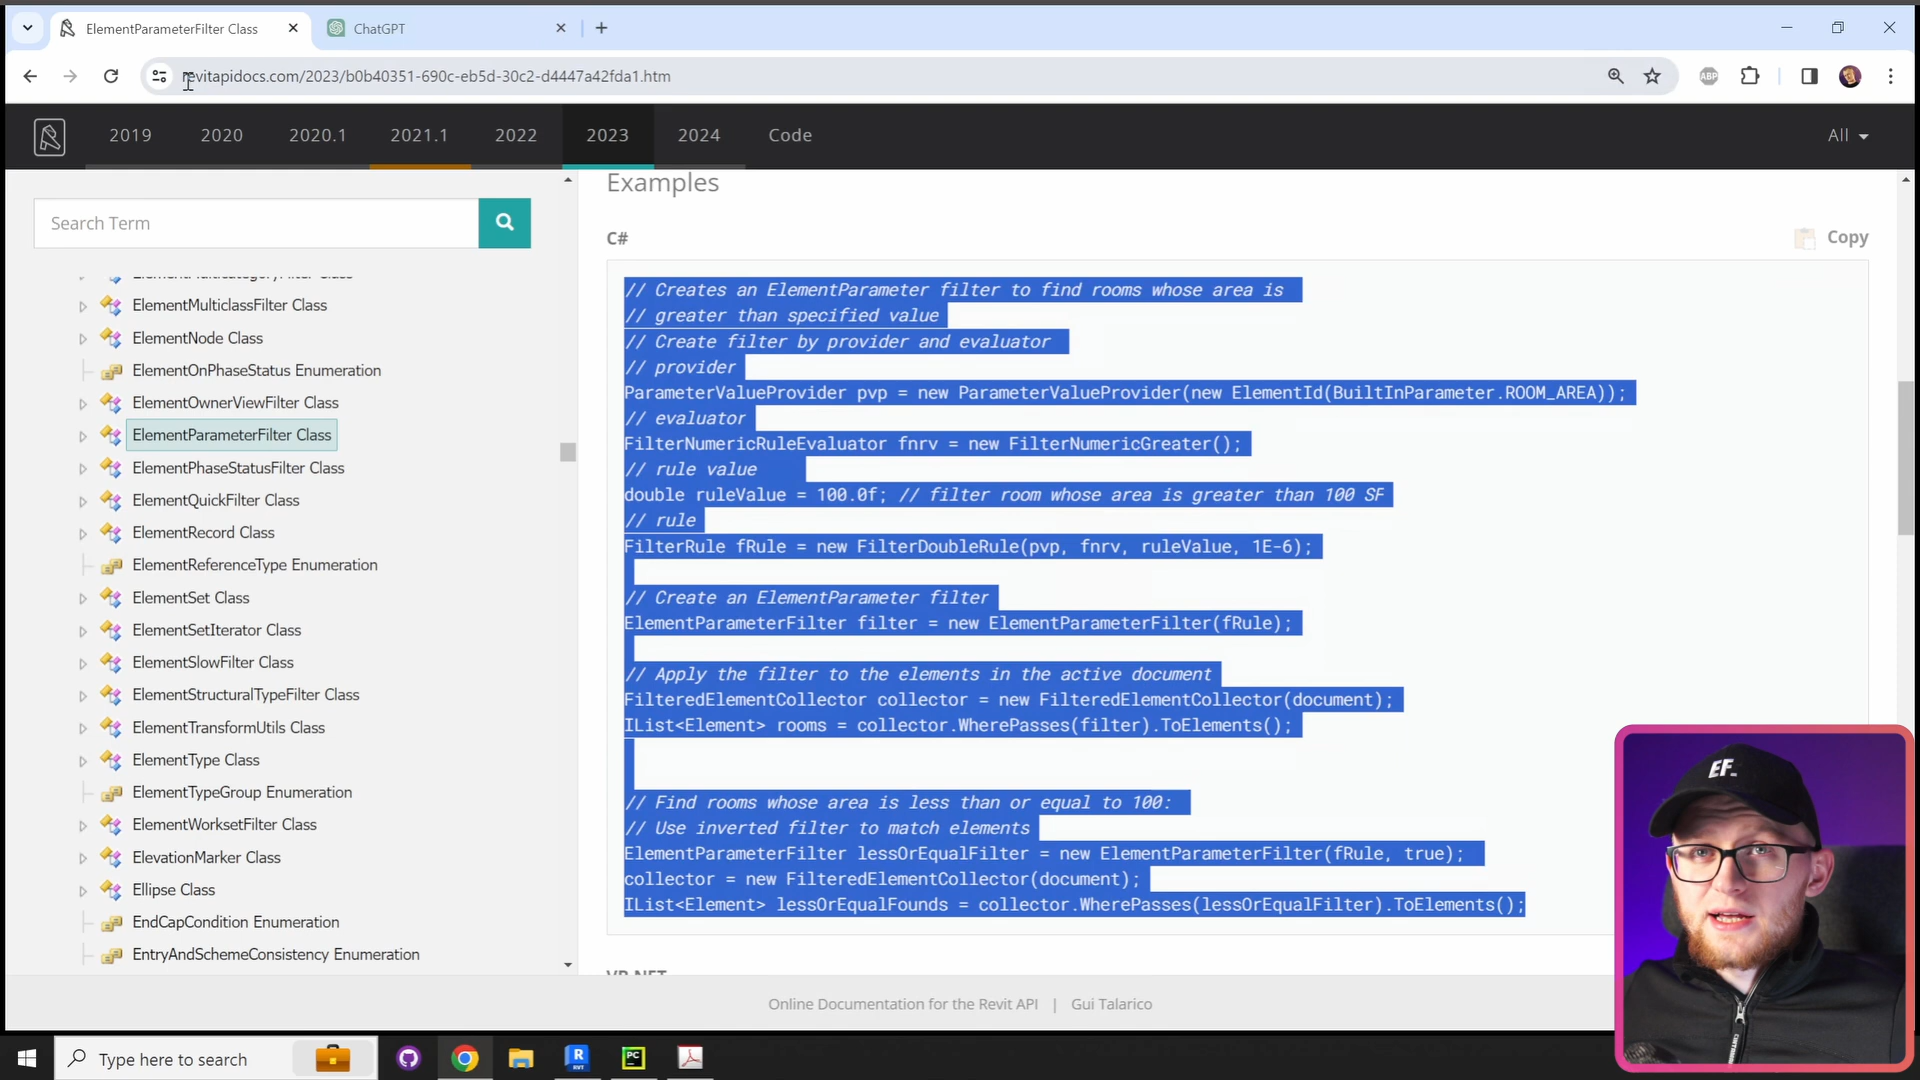 ElementParameterFilter Class
ChatGPT
revitapidocs.com/2023/b0b40351-690c-eb5d-30c2-d4447a42fda1.htm
ABP
2019
2020
2020.1
2021.1
2022
2023
2024
Code
All
Search Term
ElementMulticategoryFilter Class
ElementMulticlassFilter Class
ElementNode Class
ElementOnPhaseStatus Enumeration
ElementOwnerViewFilter Class
ElementParameterFilter Class
ElementPhaseStatusFilter Class
ElementQuickFilter Class
ElementRecord Class
ElementReferenceType Enumeration
ElementSet Class
ElementSetIterator Class
ElementSlowFilter Class
ElementStructuralTypeFilter Class
ElementTransformUtils Class
ElementType Class
ElementTypeGroup Enumeration
ElementWorksetFilter Class
ElevationMarker Class
Ellipse Class
EndCapCondition Enumeration
EntryAndSchemeConsistency Enumeration
Examples
C#
Copy
// Creates an ElementParameter filter to find rooms whose area is
// greater than specified value
// Create filter by provider and evaluator
// provider
ParameterValueProvider pvp = new ParameterValueProvider(new ElementId(BuiltInParameter.ROOM_AREA));
// evaluator
FilterNumericRuleEvaluator fnrv = new FilterNumericGreater();
// rule value
double ruleValue = 100.0f; // filter room whose area is greater than 100 SF
// rule
FilterRule fRule = new FilterDoubleRule(pvp, fnrv, ruleValue, 1E-6);
// Create an ElementParameter filter
ElementParameterFilter filter = new ElementParameterFilter(fRule);
// Apply the filter to the elements in the active document
FilteredElementCollector collector = new FilteredElementCollector(document);
IList<Element> rooms = collector.WherePasses(filter).ToElements();
// Find rooms whose area is less than or equal to 100:
// Use inverted filter to match elements
ElementParameterFilter lessOrEqualFilter = new ElementParameterFilter(fRule, true);
collector = new FilteredElementCollector(document);
IList<Element> lessOrEqualFounds = collector.WherePasses(lessOrEqualFilter).ToElements();
VB.NET
Online Documentation for the Revit API | Gui Talarico
EF.
Type here to search
R
RVT
PC